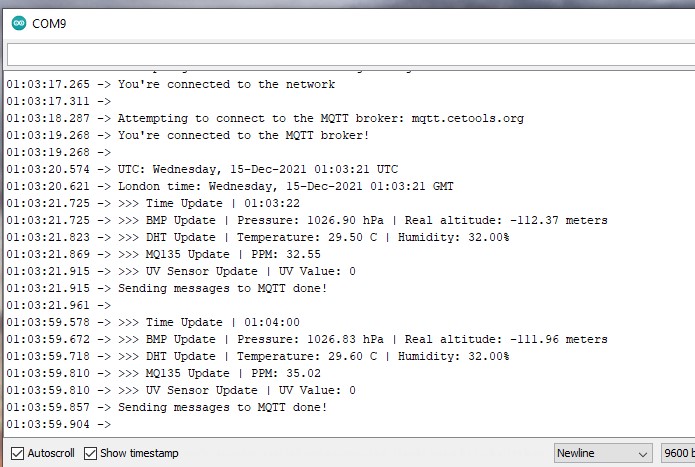 COM9
01:03:17.265 -> You're connected to the network
01:03:17.311 ->
01:03:18.287 -> Attempting to connect to the MQTT broker: mqtt.cetools.org
01:03:19.268 -> You're connected to the MQTT broker!
01:03:19.268 ->
01:03:20.574 -> UTC: Wednesday, 15-Dec-2021 01:03:21 UTC
01:03:20.621 -> London time: Wednesday, 15-Dec-2021 01:03:21 GMT
01:03:21.725 -> >>> Time Update | 01:03:22
01:03:21.725 -> >>> BMP Update | Pressure: 1026.90 hPa | Real altitude: -112.37 meters
01:03:21.823 -> >>> DHT Update | Temperature: 29.50 C | Humidity: 32.00%
01:03:21.869 -> >>> MQ135 Update | PPM: 32.55
01:03:21.915 -> >>> UV Sensor Update | UV Value: 0
01:03:21.915 -> Sending messages to MQTT done!
01:03:21.961 ->
01:03:59.578 -> >>> Time Update | 01:04:00
01:03:59.672 -> >>> BMP Update | Pressure: 1026.83 hPa | Real altitude: -111.96 meters
01:03:59.718 -> >>> DHT Update | Temperature: 29.60 C | Humidity: 32.00%
01:03:59.810 -> >>> MQ135 Update | PPM: 35.02
01:03:59.810 -> >>> UV Sensor Update | UV Value: 0
01:03:59.857 -> Sending messages to MQTT done!
01:03:59.904 ->
Autoscroll Show timestamp Newline 9600